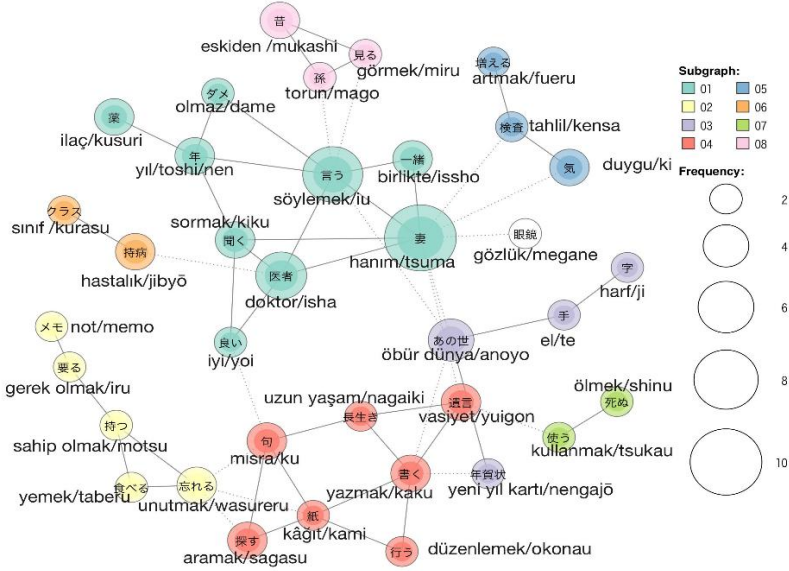 昔
eskiden /mukashi
見る
görmek/miru
孫
torun/mago
増える
artmak/fueru
Subgraph:
01
05
02
06
03
07
04
08
ダメ
olmaz/dame
薬
ilaç/kusuri
検査
tahlil/kensa
年
yıl/toshi/nen
言う
söylemek/iu
一緒
birlikte/issho
気
duygu/ki
Frequency:
2
4
6
8
10
クラス
sınıf /kurasu
持病
hastalık/jibyō
sormak/kiku
聞く
妻
hanım/tsuma
眼鏡
gözlük/megane
医者
doktor/isha
字
harf/ji
手
el/te
メモ
not/memo
良い
iyi/yoi
あの世
öbür dünya/anoyo
要る
gerek olmak/iru
uzun yaşam/nagaiki
長生き
遺言
vasiyet/yuigon
ölmek/shinu
死ぬ
使う
kullanmak/tsukau
持つ
sahip olmak/motsu
句
mısra/ku
食べる
yemek/taberu
忘れる
unutmak/wasureru
書く
yazmak/kaku
年賀状
yeni yıl kartı/nengajō
紙
kâğıt/kami
探す
aramak/sagasu
行う
düzenlemek/okonau